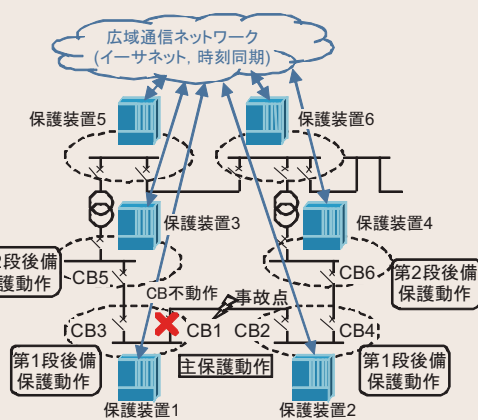 広域通信ネットワーク
(イーサネット, 時刻同期)
保護装置5
保護装置6
保護装置3
保護装置4
2段後備
護動作
CB5
CB6
第2段後備
保護動作
CB不動作
事故点
CB3
CB1
CB2
CB4
第1段後備
保護動作
主保護動作
第1段後備
保護動作
保護装置1
保護装置2